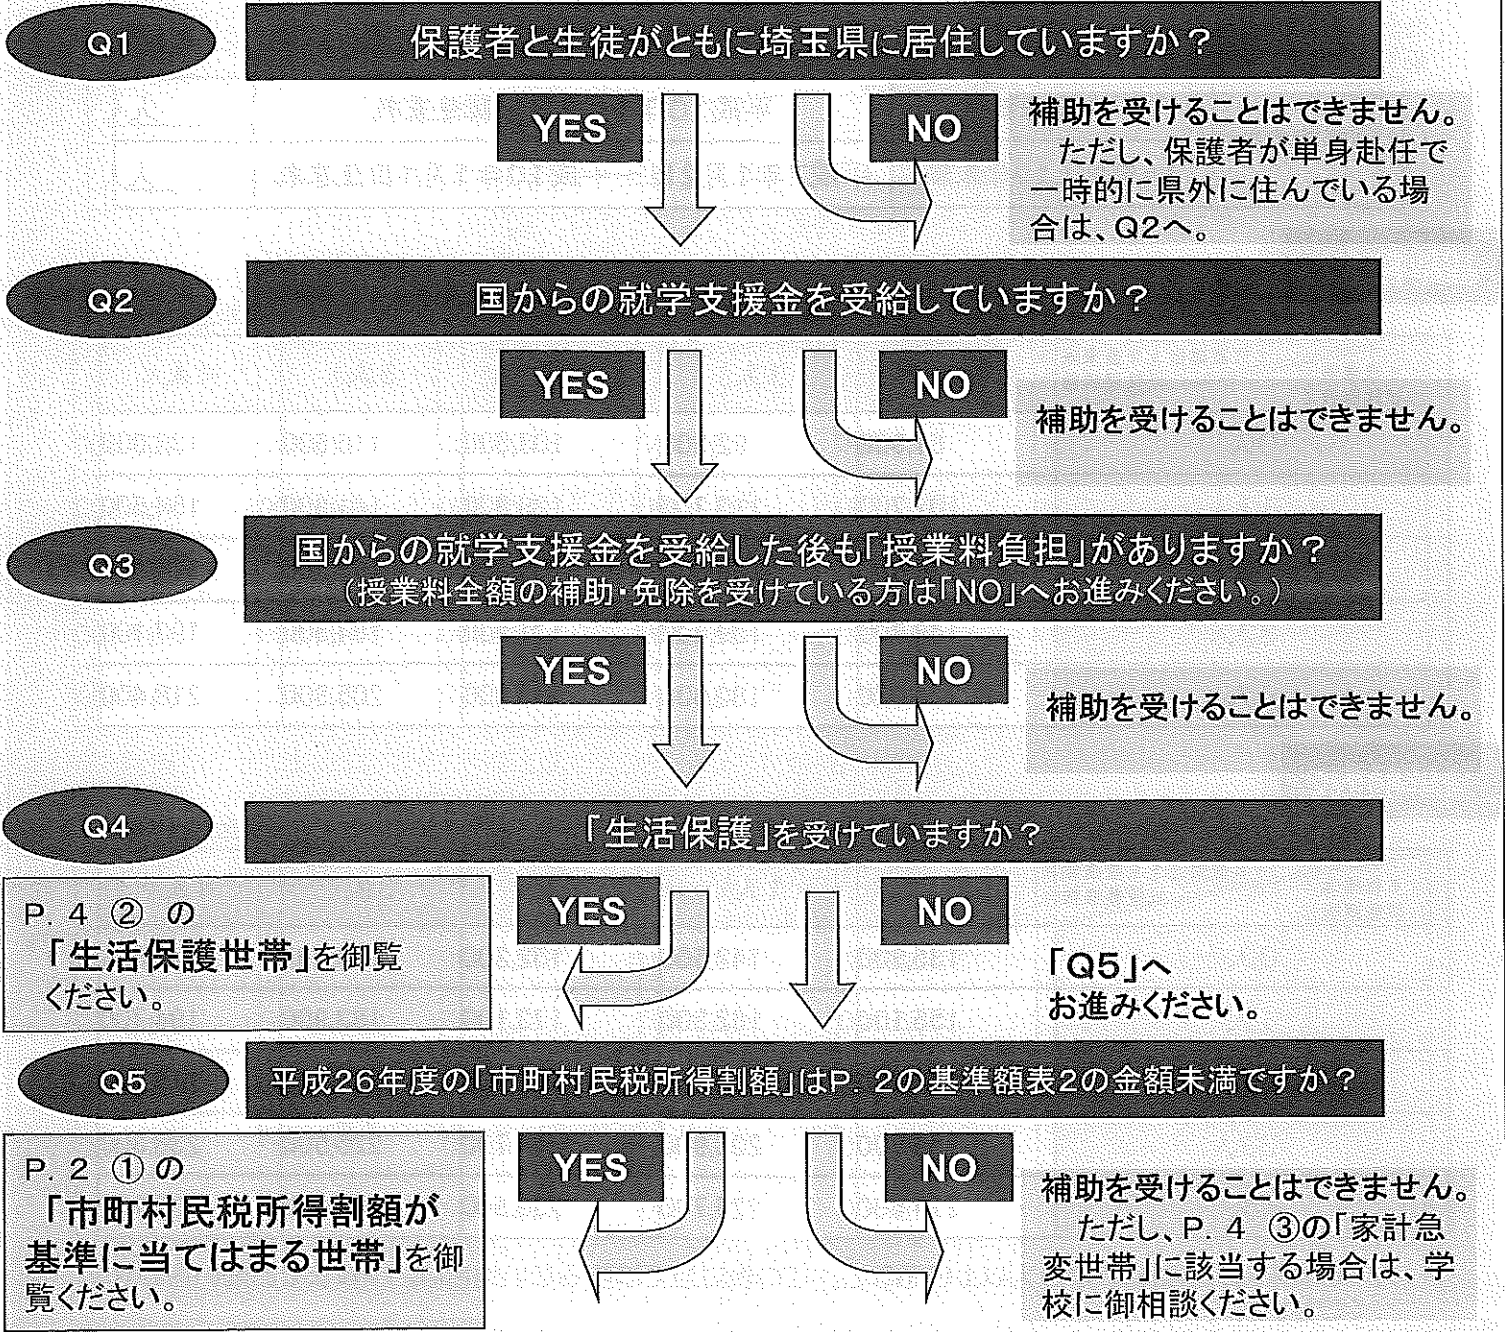 Q1
保護者と生徒がともに埼玉県に居住していますか？
YES
NO
補助を受けることはできません。
ただし、保護者が単身赴任で
一時的に県外に住んでいる場
合は、Q2へ。
Q2
国からの就学支援金を受給していますか？
YES
NO
補助を受けることはできません。
Q3
国からの就学支援金を受給した後も「授業料負担」がありますか？
（授業料全額の補助・免除を受けている方は「NO」へお進みください。）
YES
NO
補助を受けることはできません。
Q4
「生活保護」を受けていますか？
YES
NO
P. 4 ② の
「生活保護世帯」を御覧
ください。
「Q5」へ
お進みください。
Q5
平成26年度の「市町村民税所得割額」はP. 2の基準額表2の金額未満ですか？
YES
NO
P. 2 ① の
「市町村民税所得割額が
基準に当てはまる世帯」を御
覧ください。
補助を受けることはできません。
ただし、P. 4 ③の「家計急
変世帯」に該当する場合は、学
校に御相談ください。